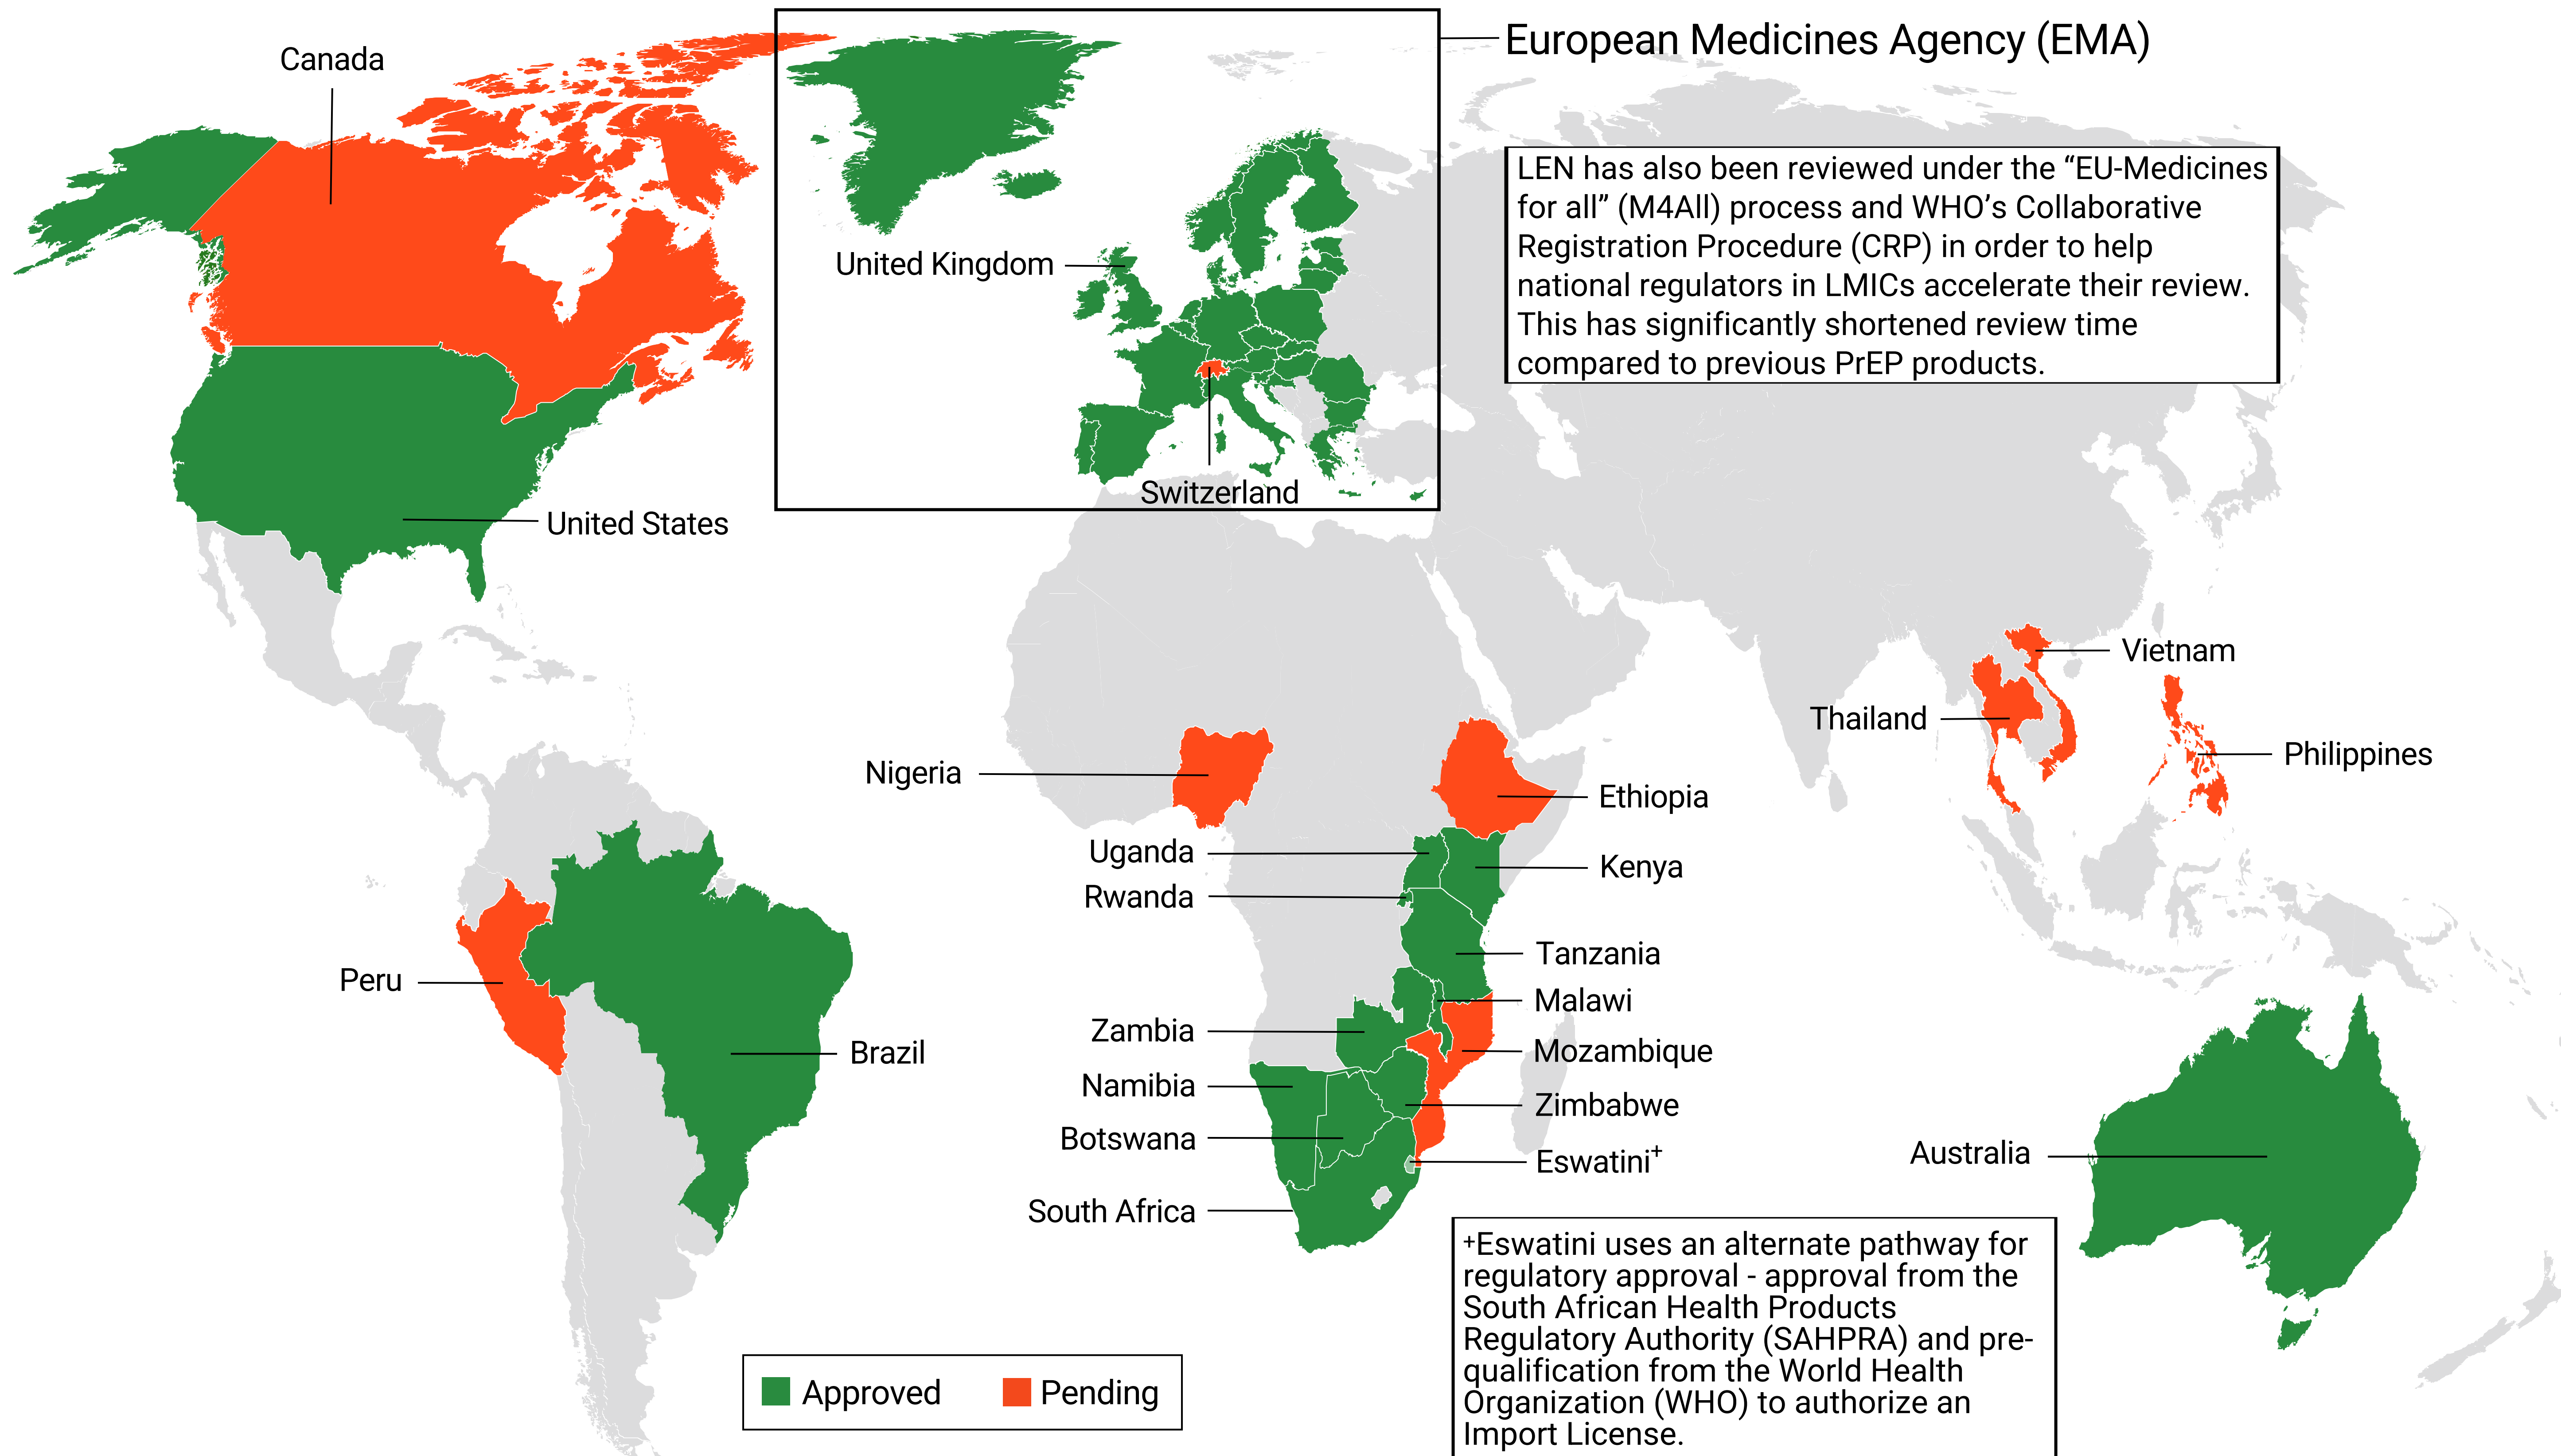 Canada
European Medicines Agency (EMA)
LEN has also been reviewed under the “EU-Medicines
for all” (M4All) process and WHO’s Collaborative
Registration Procedure (CRP) in order to help
national regulators in LMICs accelerate their review.
This has significantly shortened review time
compared to previous PrEP products.
United Kingdom
Switzerland
United States
Vietnam
Thailand
Philippines
Nigeria
Ethiopia
Uganda
Kenya
Rwanda
Tanzania
Peru
Malawi
Zambia
Brazil
Mozambique
Namibia
Zimbabwe
Botswana
Eswatini+
Australia
South Africa
+Eswatini uses an alternate pathway for
regulatory approval - approval from the
South African Health Products
Regulatory Authority (SAHPRA) and pre-
qualification from the World Health
Organization (WHO) to authorize an
Import License.
Approved
Pending